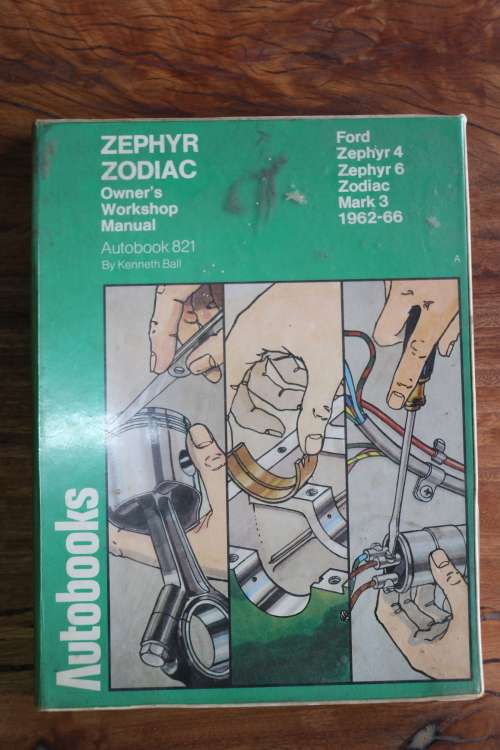 ZEPHYR
ZODIAC
Owner's
Workshop
Manual
Autobook 821
By Kenneth Ball
Ford
Zephyr 4
Zephyr 6
Zodiac
Mark 3
1962-66
A
Autobooks